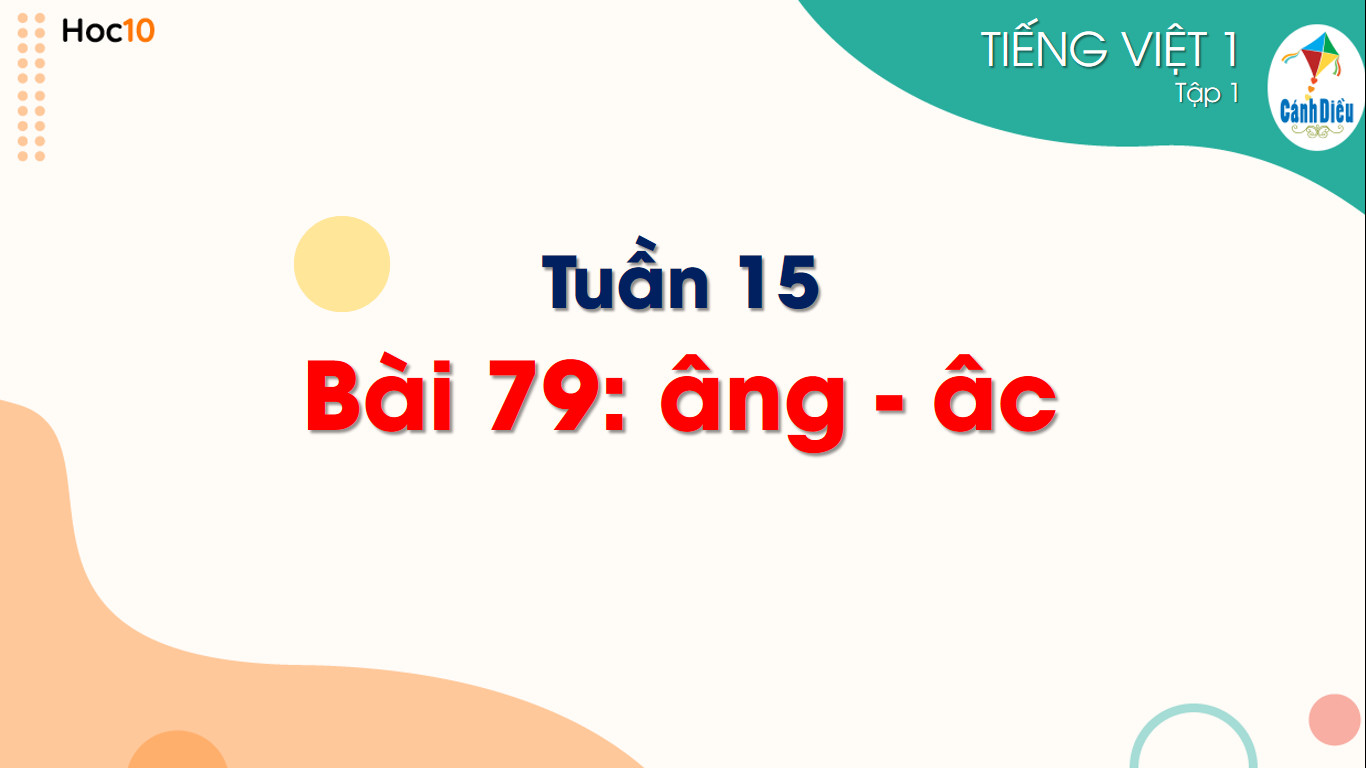 Hoc10
TIẾNG VIỆT 1
Tập 1
Cánh Diều
Tuần 15
Bài 79: âng - âc